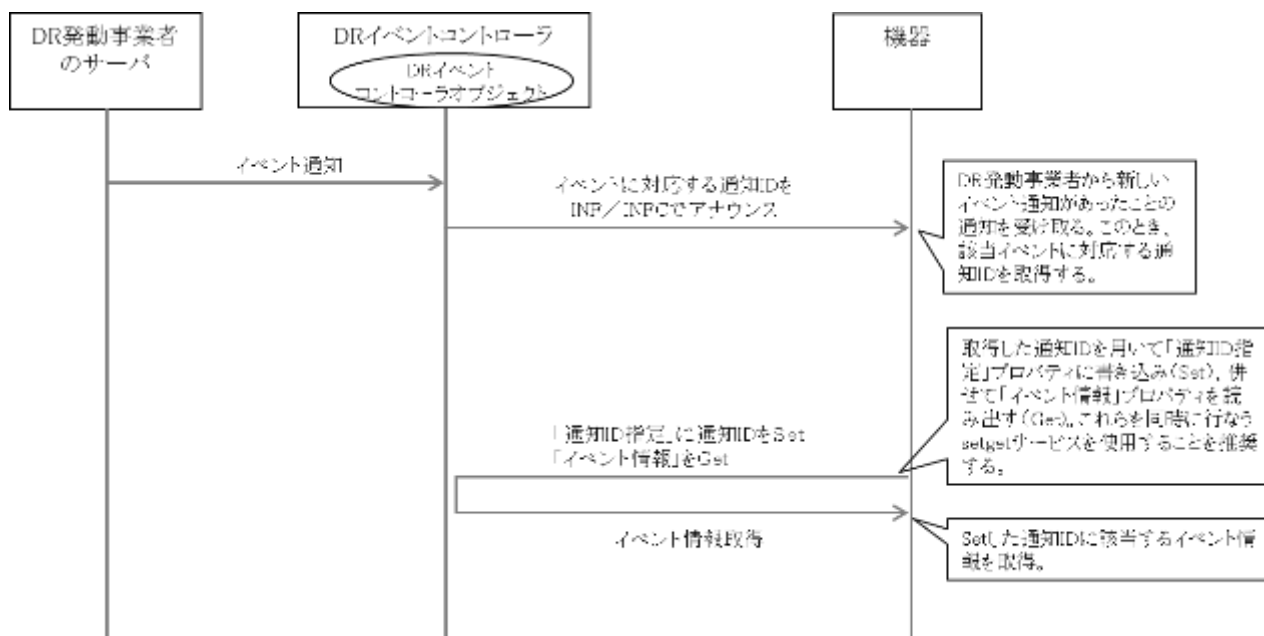 DR発動事業者
のサーバ
DRイベントコントローラ
DRイベント
コントローラオブジェクト
機器
イベント通知
イベントに対応する通知IDを
INF／INFCでアナウンス
DR発動事業者から新しい
イベント通知があったことの
通知を受け取る。このとき、
該当イベントに対応する通
知IDを取得する。
取得した通知IDを用いて「通知ID指
定」プロパティに書き込み(Set)、併
せて「イベント情報」プロパティを読
み出す(Get)。これらを同時に行なう
setgetサービスを使用することを推奨
する。
「通知ID指定」に通知IDをSet
「イベント情報」をGet
イベント情報取得
Setした通知IDに該当するイベント情
報を取得。